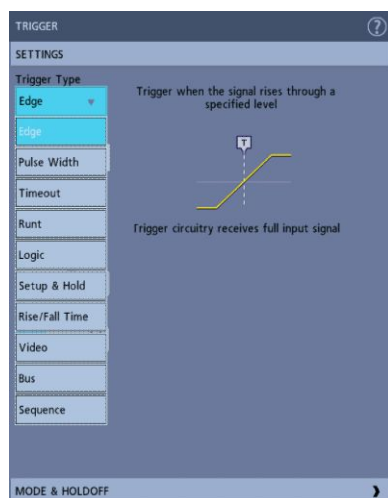 TRIGGER
?
SETTINGS
Trigger Type
Edge
Edge
Pulse Width
Timeout
Runt
Logic
Setup & Hold
Rise/Fall Time
Video
Bus
Sequence
Trigger when the signal rises through a
specified level
T
Trigger circuitry receives full input signal
MODE & HOLDOFF